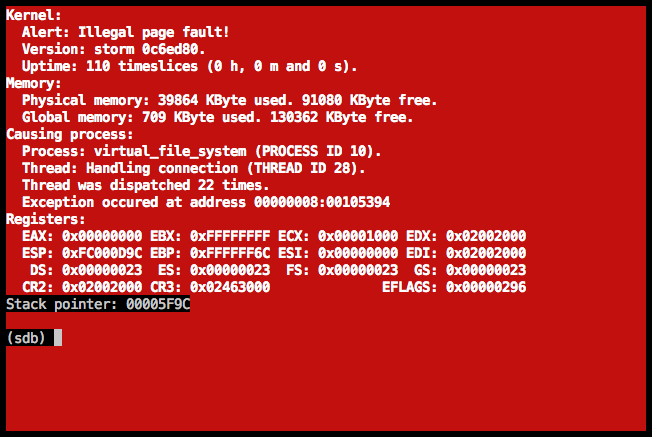 Kernel:
Alert: Illegal page fault!
Version: storm 0c6ed80.
Uptime: 110 timeslices (0 h, 0 m and 0 s).
Memory:
Physical memory: 39864 KByte used. 91080 KByte free.
Global memory: 709 KByte used. 130362 KByte free.
Causing process:
Process: virtual_file_system (PROCESS ID 10).
Thread: Handling connection (THREAD ID 28).
Thread was dispatched 22 times.
Exception occured at address 00000008:00105394
Registers:
EAX: 0x00000000 EBX: 0xFFFFFFFF ECX: 0x00001000 EDX: 0x02002000
ESP: 0xFC000D9C EBP: 0xFFFFFF6C ESI: 0x00000000 EDI: 0x02002000
DS: 0x00000023 ES: 0x00000023 FS: 0x00000023 GS: 0x00000023
CR2: 0x02002000 CR3: 0x02463000 EFLAGS: 0x00000296
Stack pointer: 00005F9C
(sdb)